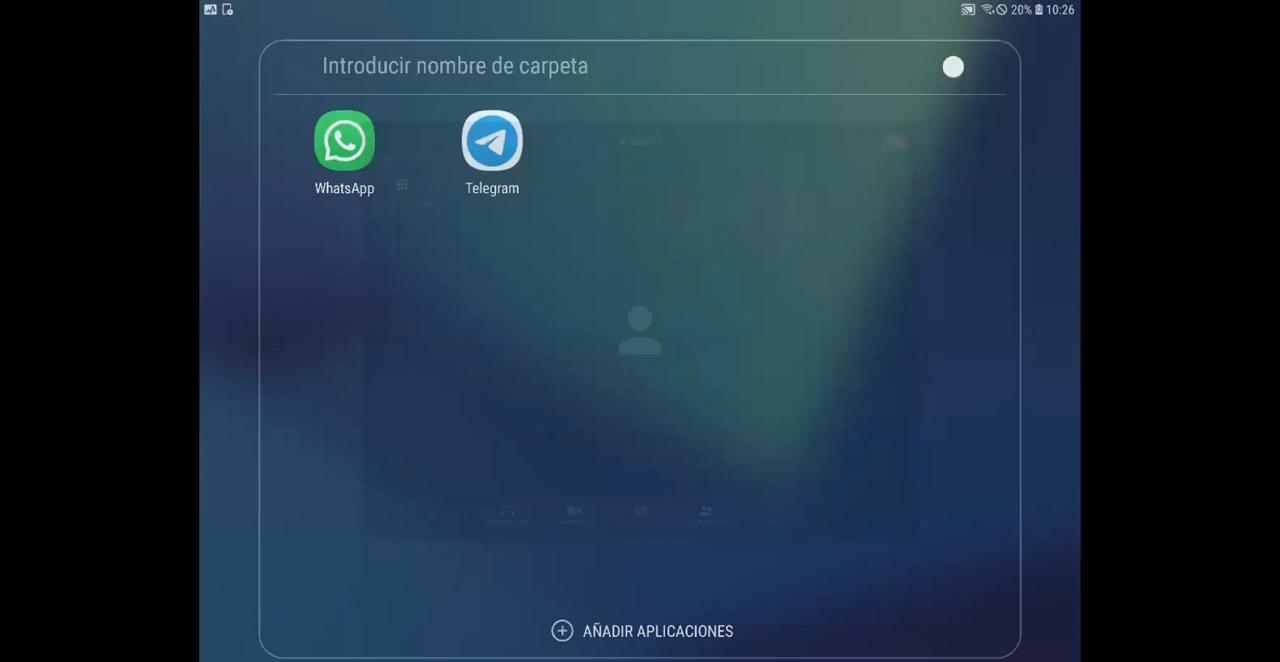 20% 10:26
Introducir nombre de carpeta
WhatsApp
Telegram
AÑADIR APLICACIONES